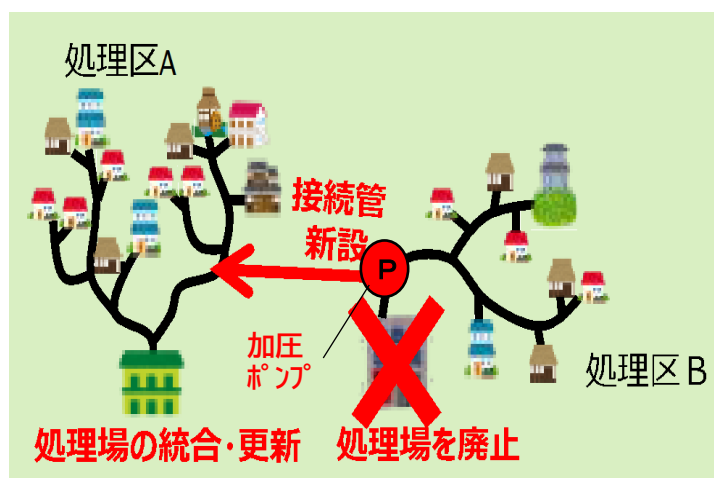 処理区A
接続管
新設
P
加圧
ポンプ
処理区B
処理場の統合・更新
処理場を廃止